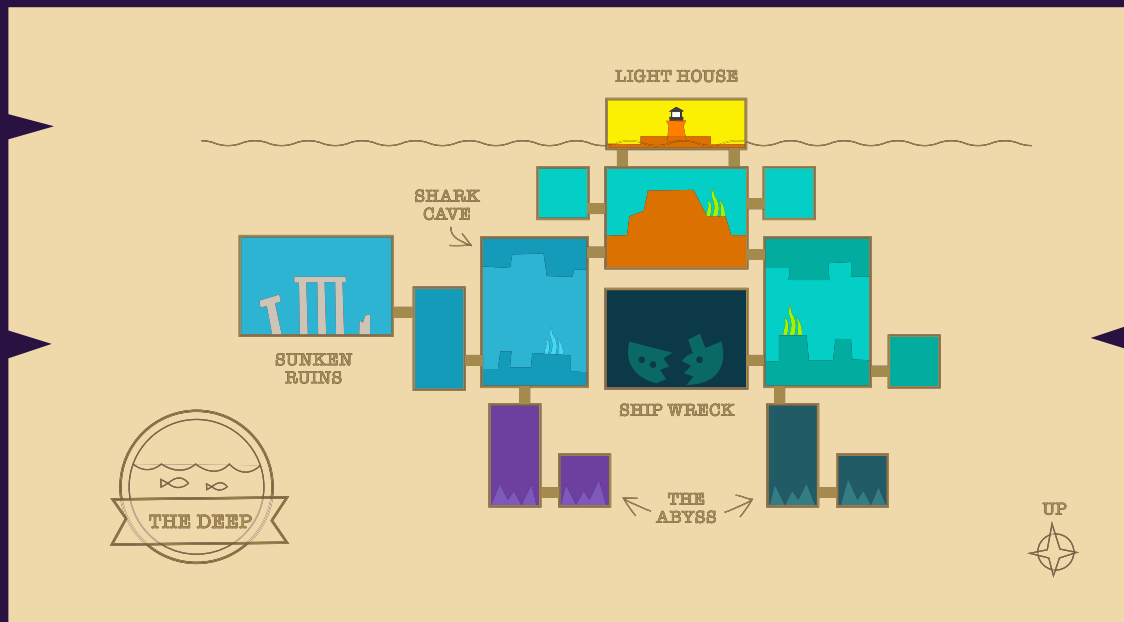 LIGHT HOUSE
SHARK
CAVE
SUNKEN
RUINS
SHIP WRECK
THE
ABYSS
THE DEEP
UP